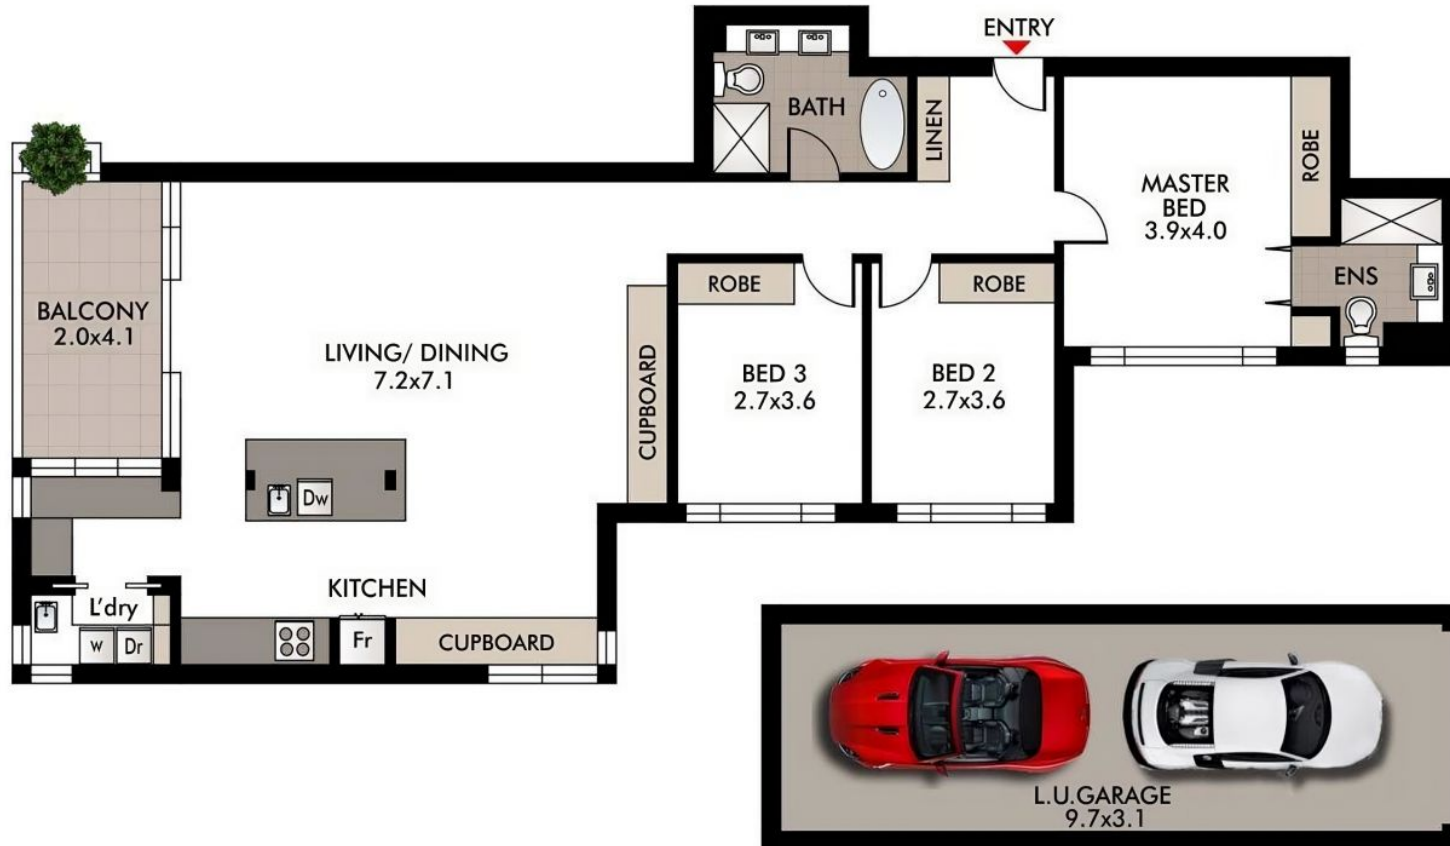 ENTRY
BATH
LINEN
MASTER
BED
3.9x4.0
ROBE
ENS
BALCONY
2.0x4.1
LIVING/ DINING
7.2x7.1
CUPBOARD
ROBE
BED 3
2.7x3.6
ROBE
BED 2
2.7x3.6
Dw
KITCHEN
L'dry
W
Dr
Fr
CUPBOARD
L.U.GARAGE
9.7x3.1